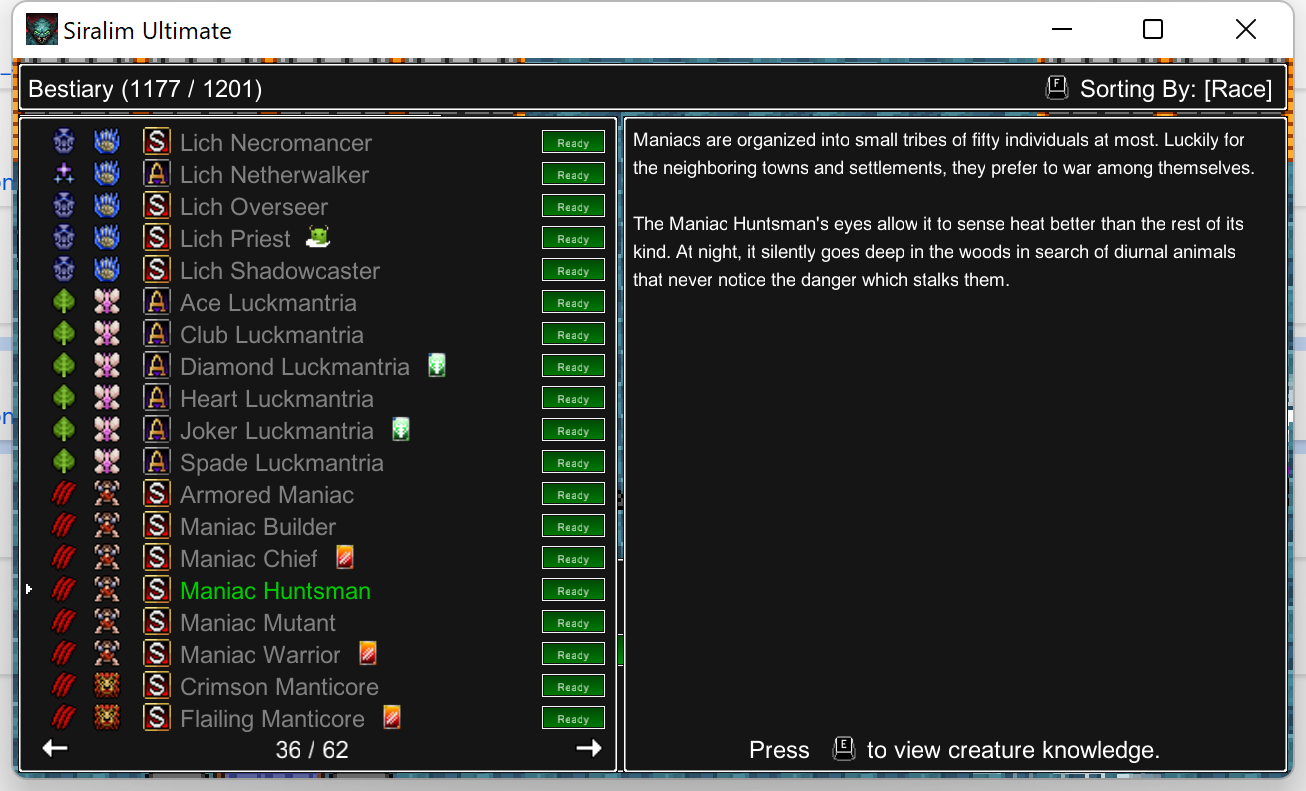 Siralim Ultimate
Bestiary (1177 / 1201)
F Sorting By: [Race]
S Lich Necromancer Ready
A Lich Netherwalker Ready
S Lich Overseer Ready
S Lich Priest Ready
S Lich Shadowcaster Ready
A Ace Luckmantria Ready
A Club Luckmantria Ready
A Diamond Luckmantria Ready
A Heart Luckmantria Ready
A Joker Luckmantria Ready
A Spade Luckmantria Ready
S Armored Maniac Ready
S Maniac Builder Ready
S Maniac Chief Ready
S Maniac Huntsman Ready
S Maniac Mutant Ready
S Maniac Warrior Ready
S Crimson Manticore Ready
S Flailing Manticore Ready
36 / 62
Maniacs are organized into small tribes of fifty individuals at most. Luckily for
the neighboring towns and settlements, they prefer to war among themselves.
The Maniac Huntsman's eyes allow it to sense heat better than the rest of its
kind. At night, it silently goes deep in the woods in search of diurnal animals
that never notice the danger which stalks them.
Press E to view creature knowledge.